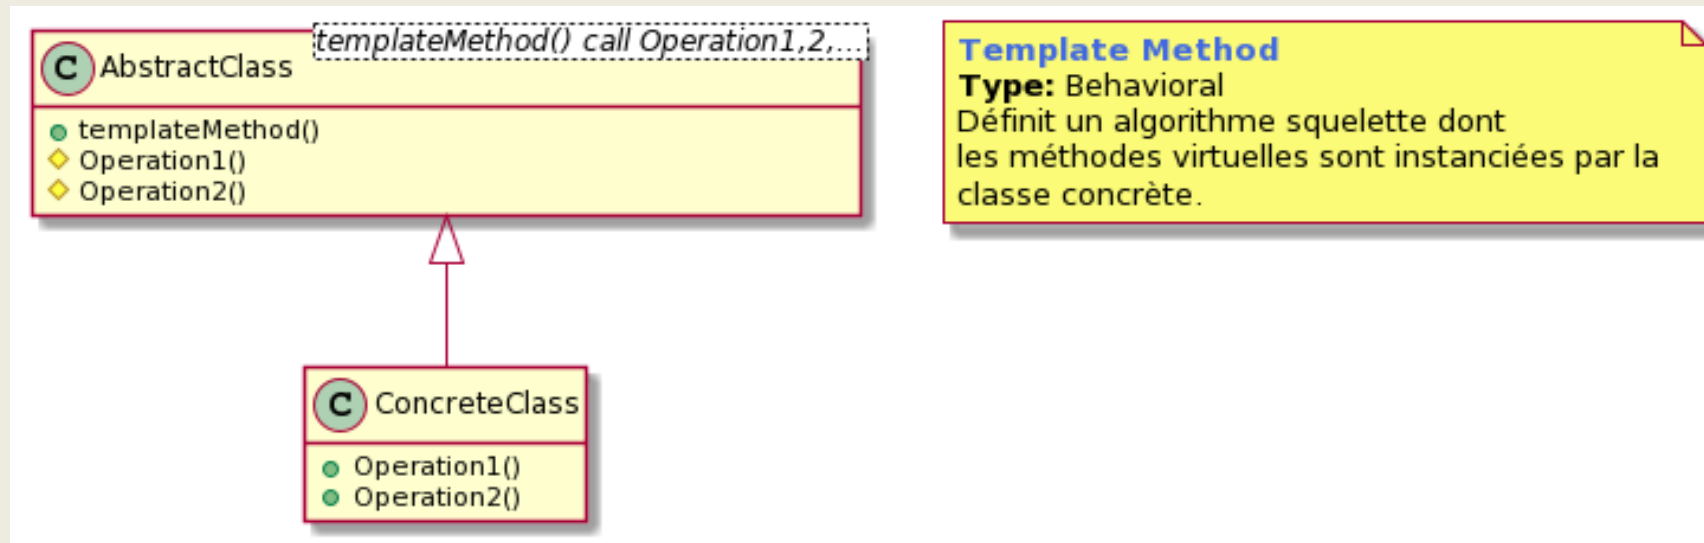 templateMethod() call Operation1,2,...
C AbstractClass
templateMethod()
Operation1()
Operation2()
C ConcreteClass
Operation1()
Operation2()
Template Method
Type: Behavioral
Définit un algorithme squelette dont
les méthodes virtuelles sont instanciées par la
classe concrète.